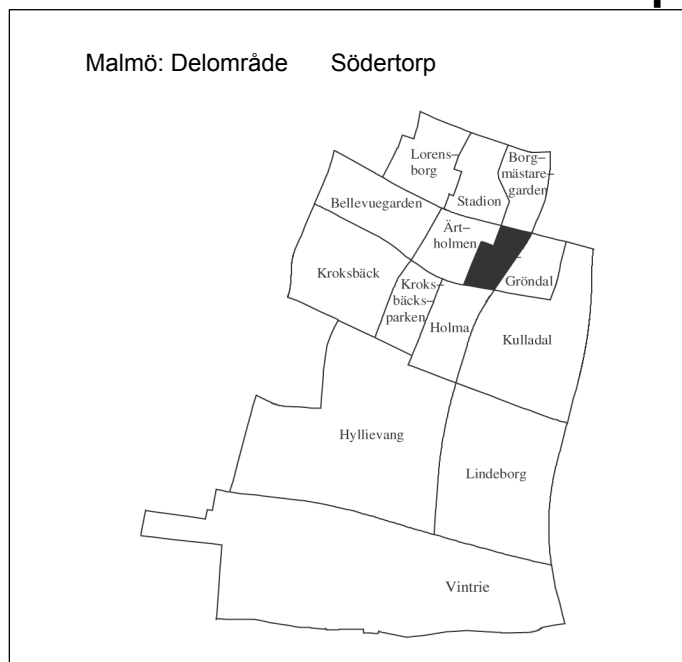 Malmö: Delområde Södertorp
Lorens–
borg
Borg–
mästare–
garden
Stadion
Bellevuegarden
Ärt–
holmen
Kroksbäck
Kroks–
bäcks–
parken
Gröndal
Holma
Kulladal
Hyllievang
Lindeborg
Vintrie